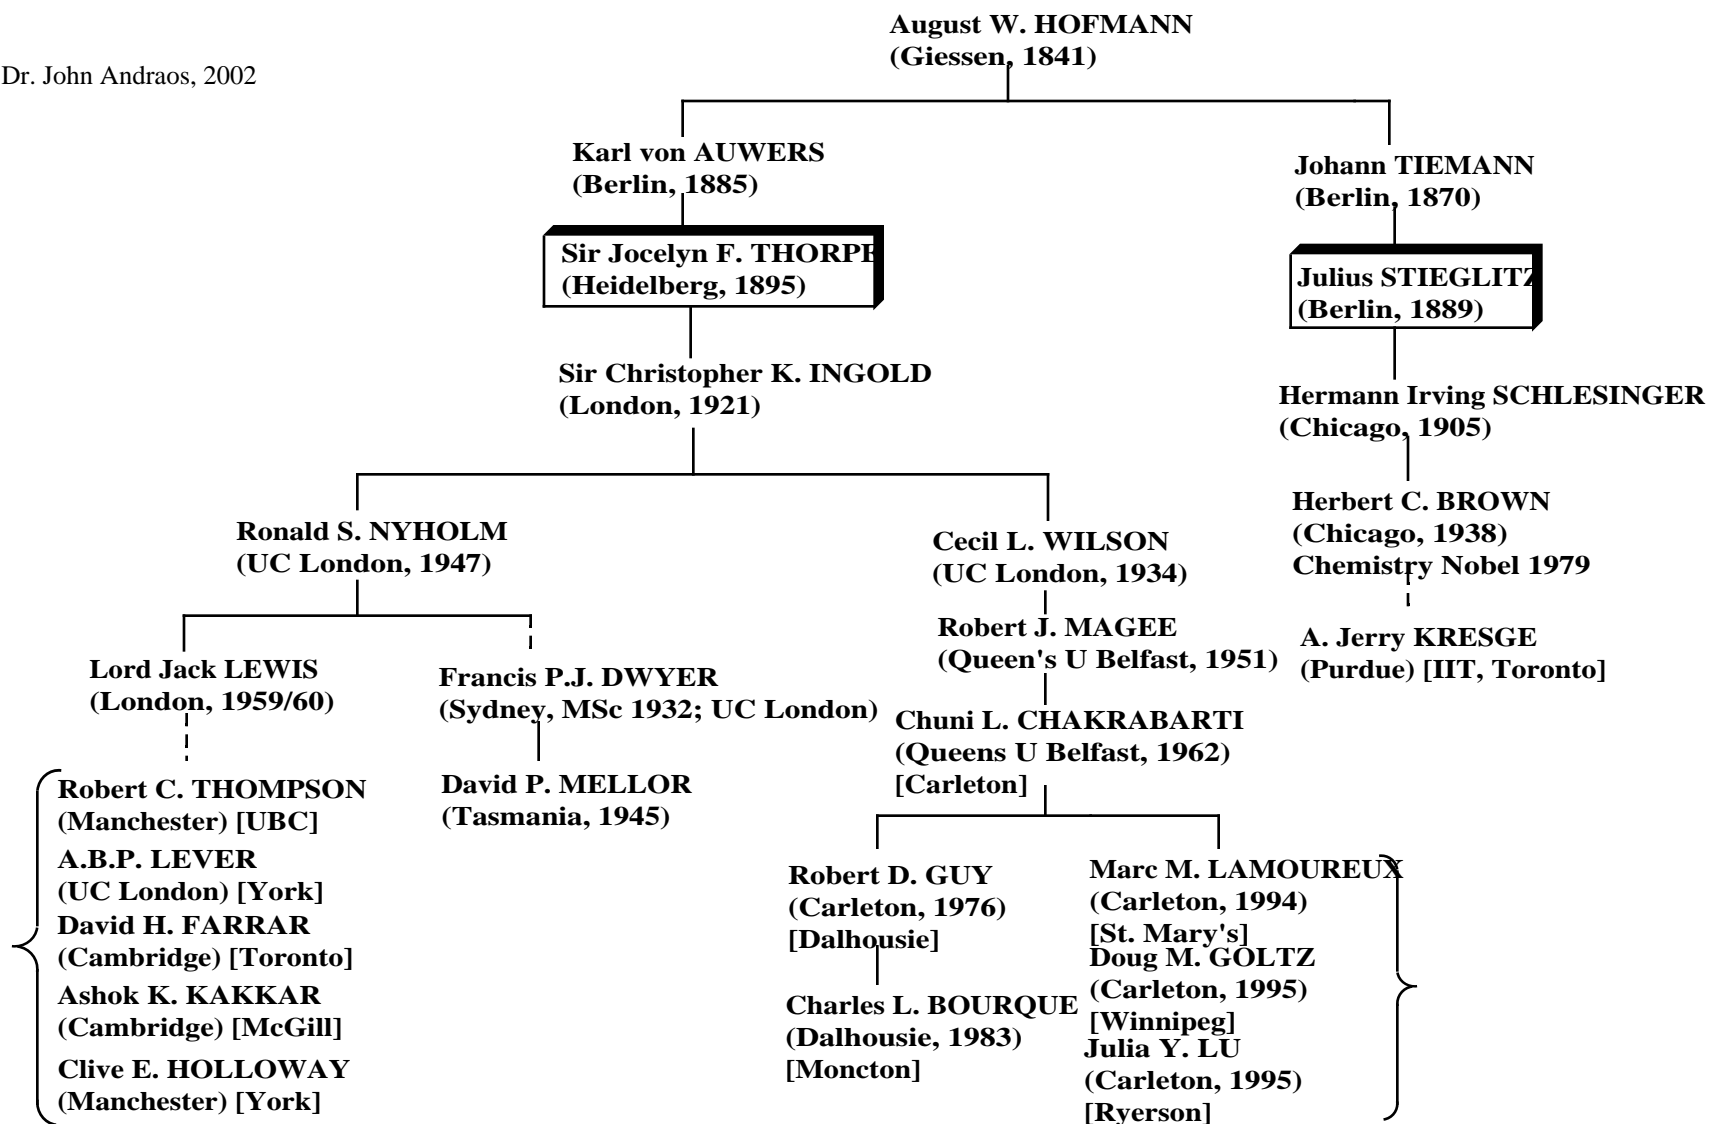 August W. HOFMANN
(Giessen, 1841)
Dr. John Andraos, 2002
Karl von AUWERS
(Berlin, 1885)
Johann TIEMANN
(Berlin, 1870)
Sir Jocelyn F. THORPE
(Heidelberg, 1895)
Julius STIEGLITZ
(Berlin, 1889)
Sir Christopher K. INGOLD
(London, 1921)
Hermann Irving SCHLESINGER
(Chicago, 1905)
Ronald S. NYHOLM
(UC London, 1947)
Cecil L. WILSON
(UC London, 1934)
Herbert C. BROWN
(Chicago, 1938)
Chemistry Nobel 1979
Lord Jack LEWIS
(London, 1959/60)
Francis P.J. DWYER
(Sydney, MSc 1932; UC London)
Robert J. MAGEE
(Queen's U Belfast, 1951)
A. Jerry KRESGE
(Purdue) [IIT, Toronto]
Chuni L. CHAKRABARTI
(Queens U Belfast, 1962)
[Carleton]
Robert C. THOMPSON
(Manchester) [UBC]
A.B.P. LEVER
(UC London) [York]
David H. FARRAR
(Cambridge) [Toronto]
Ashok K. KAKKAR
(Cambridge) [McGill]
Clive E. HOLLOWAY
(Manchester) [York]
David P. MELLOR
(Tasmania, 1945)
Robert D. GUY
(Carleton, 1976)
[Dalhousie]
Charles L. BOURQUE
(Dalhousie, 1983)
[Moncton]
Marc M. LAMOUREUX
(Carleton, 1994)
[St. Mary's]
Doug M. GOLTZ
(Carleton, 1995)
[Winnipeg]
Julia Y. LU
(Carleton, 1995)
[Ryerson]